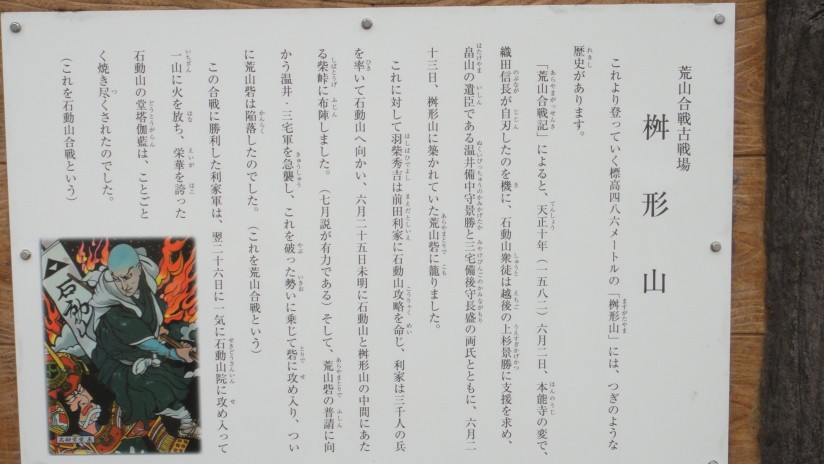 荒山合戦古戦場
桝形山
これより登っていく標高四八六メートルの「桝形山」には、つぎのような
歴史があります。
「荒山合戦記」によると、天正十年（一五八二）六月二日、本能寺の変で、
織田信長が自刃したのを機に、石動山衆徒は越後の上杉景勝に支援を求め、
畠山の遺臣である温井備中守景勝と三宅備後守長盛の両氏とともに、六月二
十三日、桝形山に築かれていた荒山砦に籠りました。
これに対して羽柴秀吉は前田利家に石動山攻略を命じ、利家は三千人の兵
を率いて石動山へ向かい、六月二十五日未明に石動山と桝形山の中間にあた
る柴峠に布陣しました。（七月説が有力である）そして、荒山砦の普請に向
かう温井・三宅軍を急襲し、これを破った勢いに乗じて砦に攻め入り、つい
に荒山砦は陥落したのでした。（これを荒山合戦という）
この合戦に勝利した利家軍は、翌二十六日に一気に石動山院に攻め入って
一山に火を放ち、栄華を誇った
石動山の堂塔伽藍は、ことごと
く焼き尽くされたのでした。
（これを石動山合戦という）